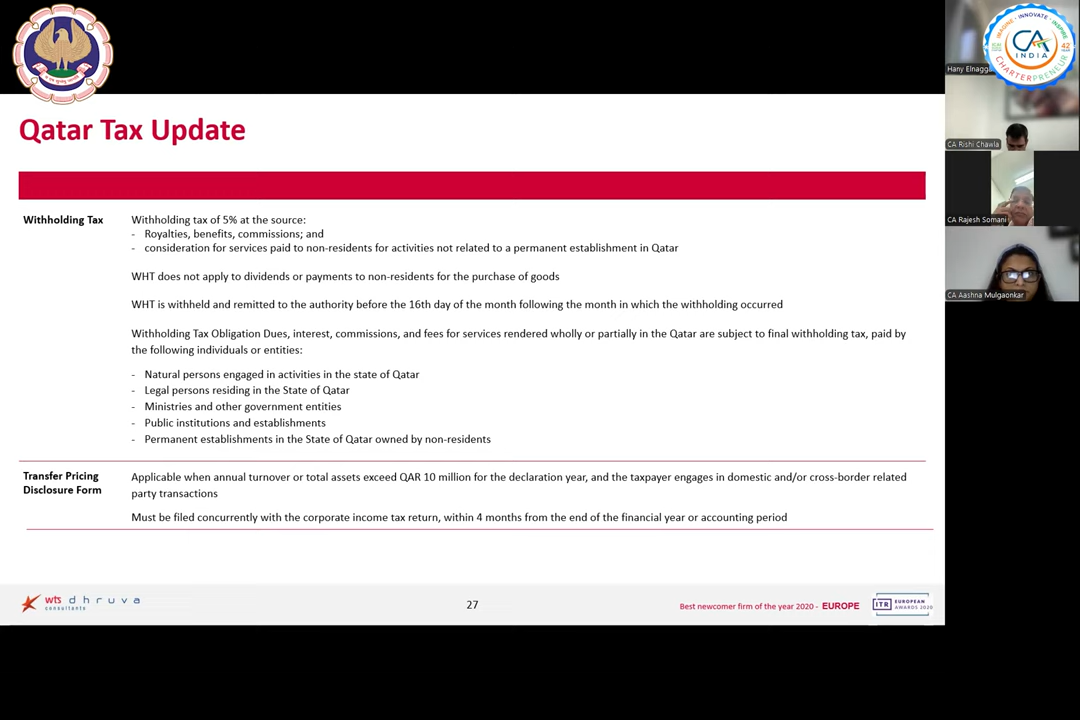 IMAGINE · INNOVATE · INSPIRE
CA
INDIA
42
CHARTERPRENEUR
Hany Elnagg
CA Rishi Chawla
CA Rajesh Somani
CA Aashna Mulgaonkar
Qatar Tax Update
Withholding Tax
Withholding tax of 5% at the source:
- Royalties, benefits, commissions; and
- consideration for services paid to non-residents for activities not related to a permanent establishment in Qatar
WHT does not apply to dividends or payments to non-residents for the purchase of goods
WHT is withheld and remitted to the authority before the 16th day of the month following the month in which the withholding occurred
Withholding Tax Obligation Dues, interest, commissions, and fees for services rendered wholly or partially in the Qatar are subject to final withholding tax, paid by
the following individuals or entities:
- Natural persons engaged in activities in the state of Qatar
- Legal persons residing in the State of Qatar
- Ministries and other government entities
- Public institutions and establishments
- Permanent establishments in the State of Qatar owned by non-residents
Transfer Pricing
Disclosure Form
Applicable when annual turnover or total assets exceed QAR 10 million for the declaration year, and the taxpayer engages in domestic and/or cross-border related
party transactions
Must be filed concurrently with the corporate income tax return, within 4 months from the end of the financial year or accounting period
wts dhruva
consultants
27
Best newcomer firm of the year 2020 - EUROPE
ITR EUROPEAN
AWARDS 2020